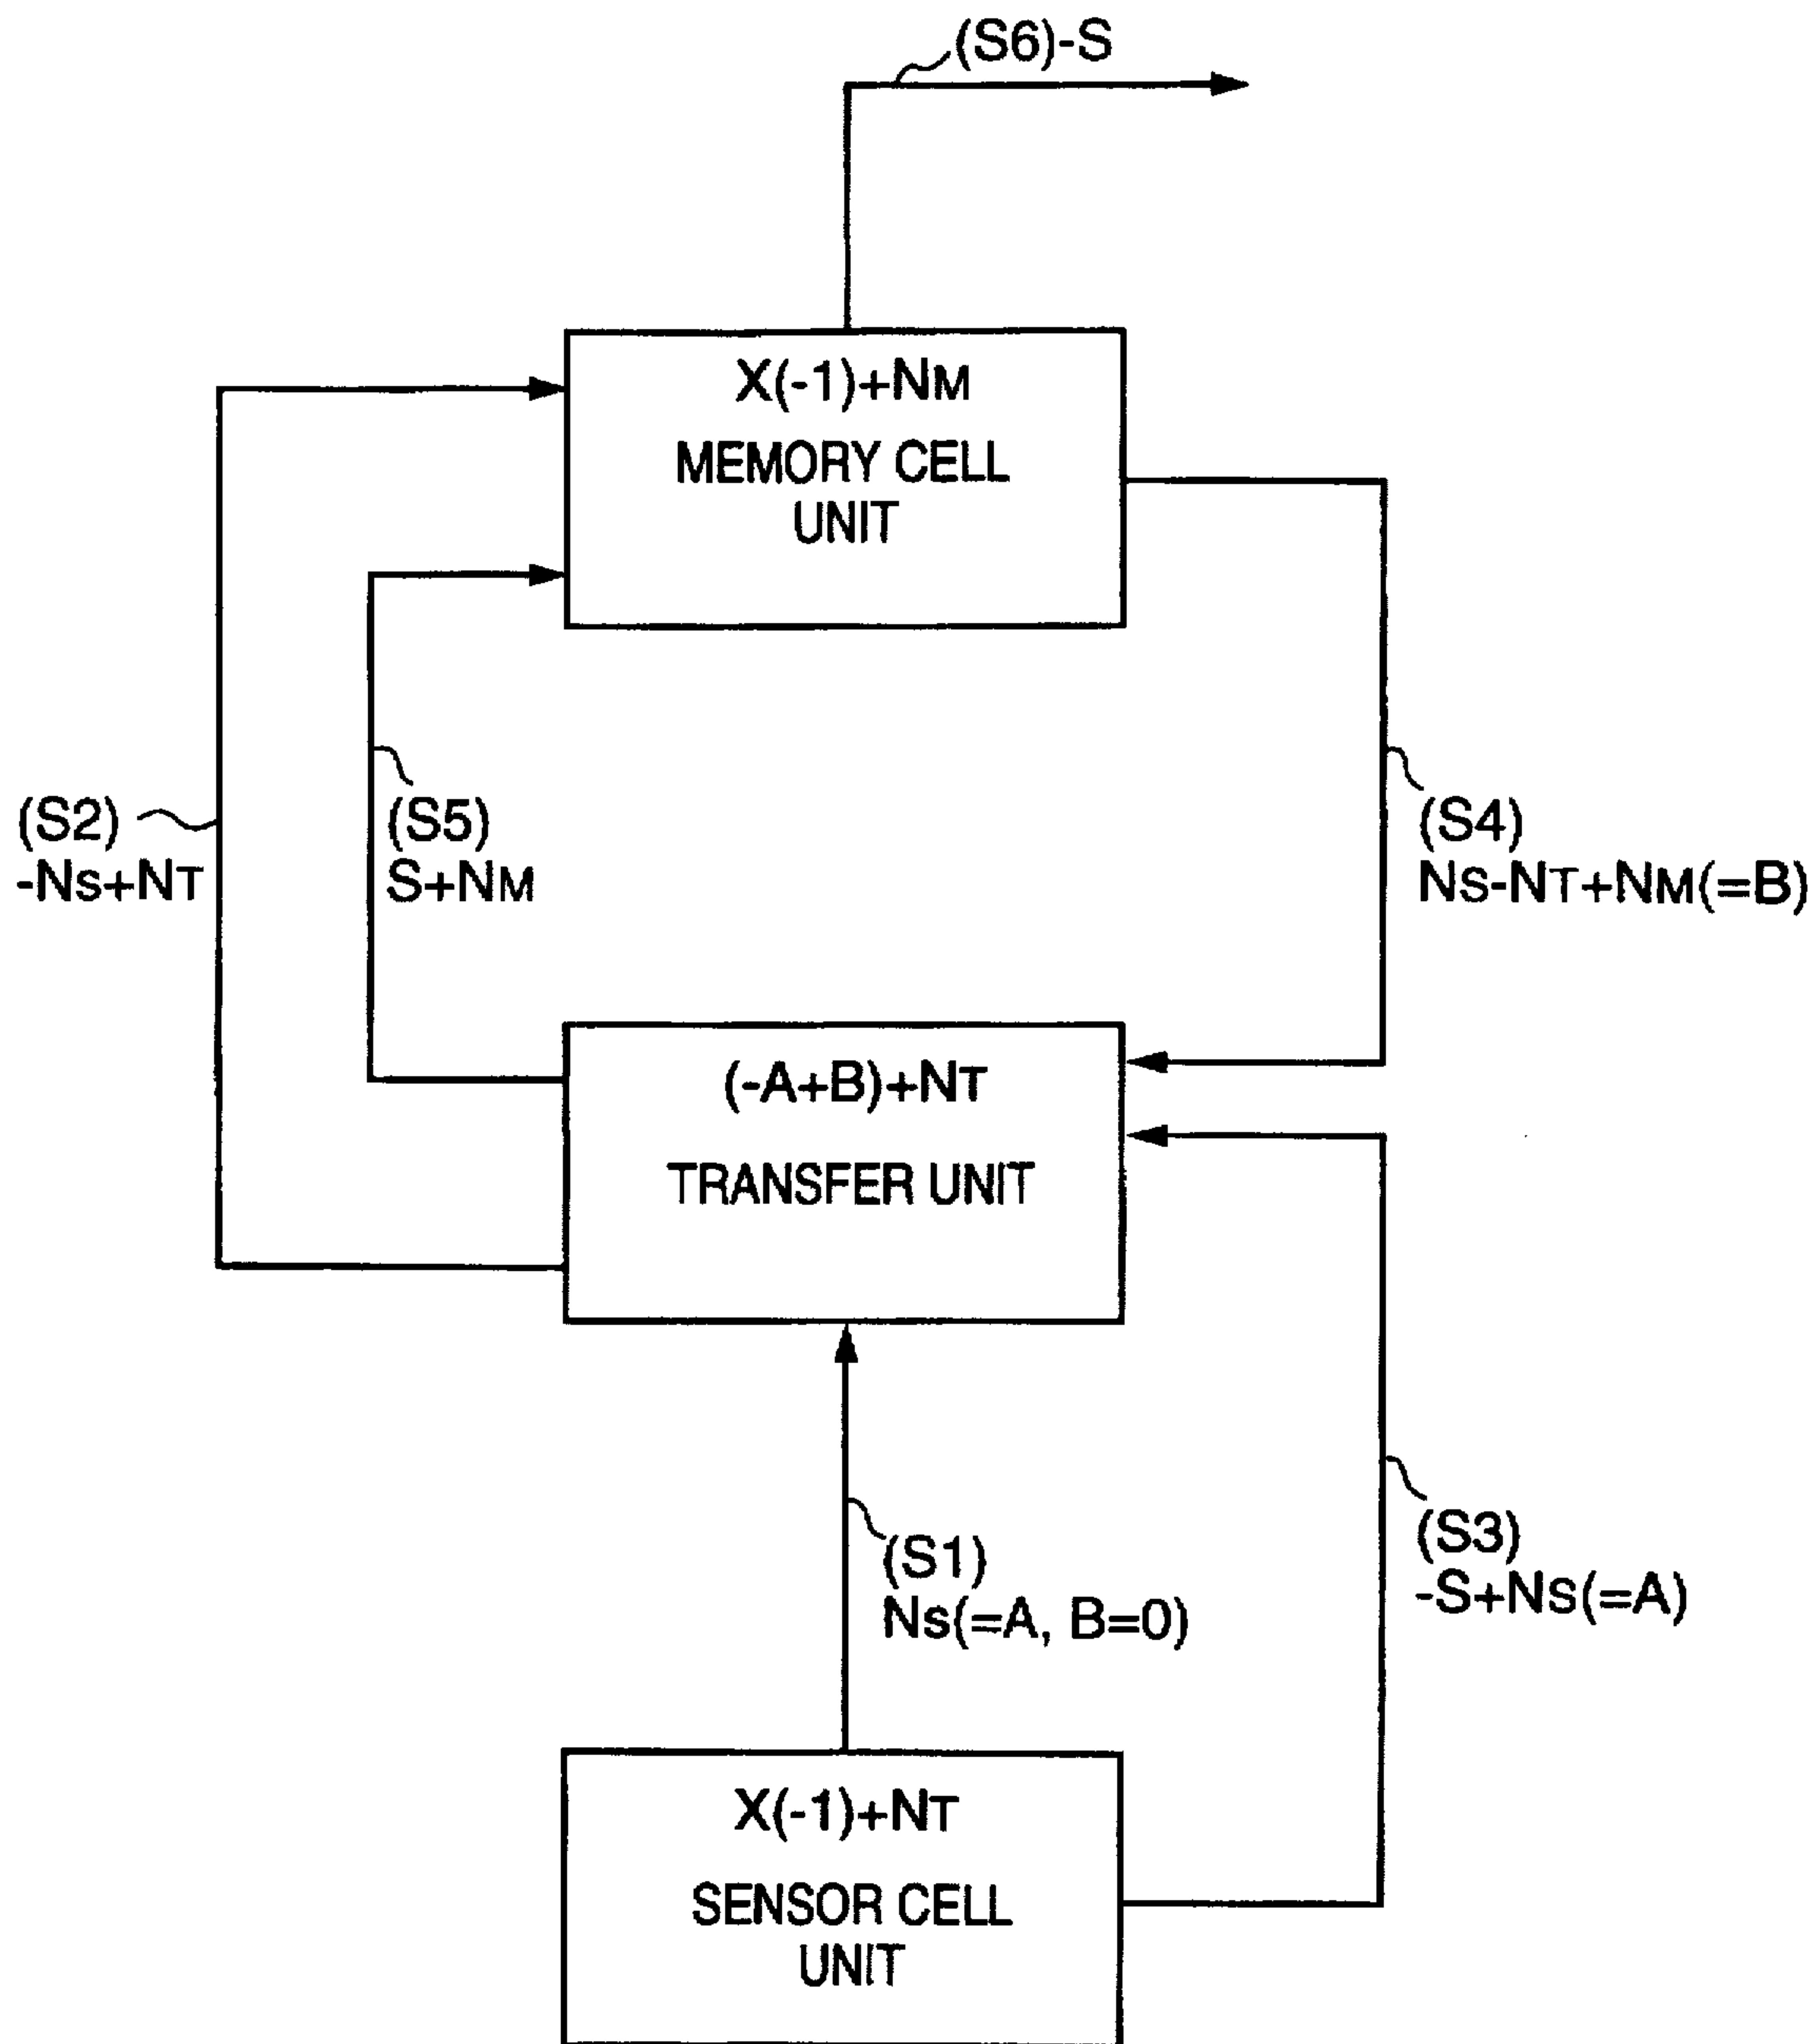 (S6)-S
X(-1)+NM
MEMORY CELL
UNIT
(S2)
-Ns+NT
(S5)
S+NM
(S4)
NS-NT+NM(=B)
(-A+B)+NT
TRANSFER UNIT
(S1)
Ns(=A, B=0)
(S3)
-S+NS(=A)
X(-1)+NT
SENSOR CELL
UNIT